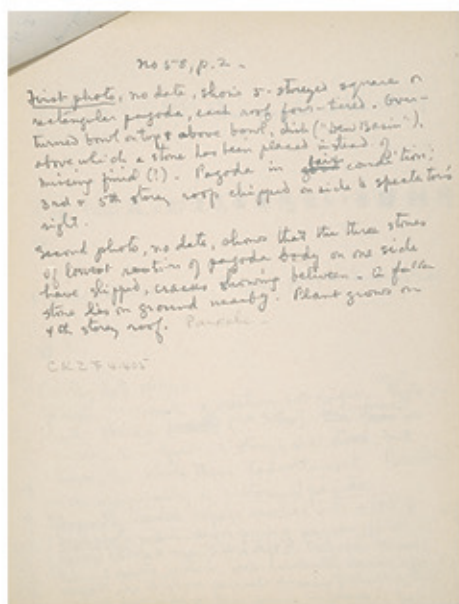 No 58, p. 2.
First photo, no date, shows 5-storeyed square or
rectangular pagoda, each roof four-tiered. Over-
turned bowl on top & above bowl, dish ("Dew Basin"),
above which a stone has been placed instead of
missing finial (!). Pagoda in fair condition;
3rd & 5th storey roofs chipped on side to spectator's
right.
Second photo, no date, shows that the three stones
of lowest section of pagoda body on one side
have slipped, cracks showing between. A fallen
stone lies on ground nearby. Plant grows on
4th storey roof.